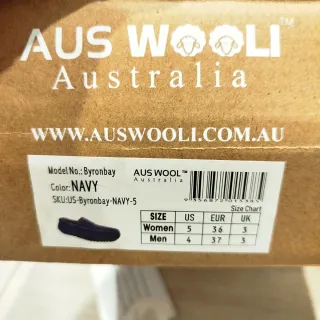 AUS WOOLI™
Australia
WWW.AUSWOOLI.COM.AU
Model No.: Byronbay
Color: NAVY
SKU:US-Byronbay-NAVY-5
AUS WOOL™
Australia
Size Chart
SIZE US EUR UK
Women 5 36 3
Men 4 37 3